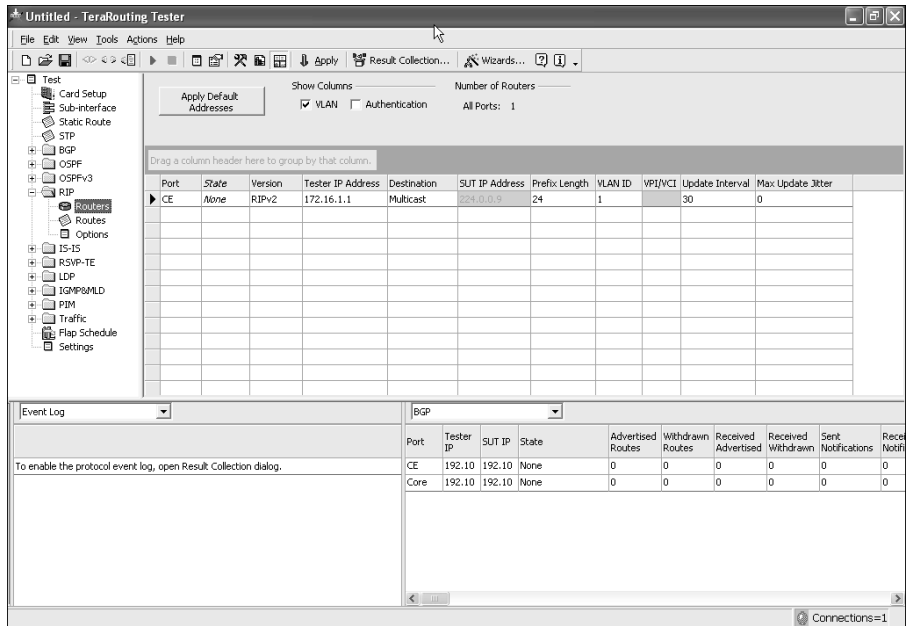 Untitled - TeraRouting Tester
File Edit View Tools Actions Help
Apply Result Collection... Wizards...
Test
Card Setup
Sub-interface
Static Route
STP
BGP
OSPF
OSPFv3
RIP
Routers
Routes
Options
IS-IS
RSVP-TE
LDP
IGMP&MLD
PIM
Traffic
Flap Schedule
Settings
Apply Default
Addresses
Show Columns
VLAN Authentication
Number of Routers
All Ports: 1
Drag a column header here to group by that column.
Port State Version Tester IP Address Destination SUT IP Address Prefix Length VLAN ID VPI/VCI Update Interval Max Update Jitter
CE None RIPv2 172.16.1.1 Multicast 224.0.0.9 24 1 30 0
Event Log
To enable the protocol event log, open Result Collection dialog.
BGP
Port Tester IP SUT IP State Advertised Routes Withdrawn Routes Received Advertised Received Withdrawn Sent Notifications Recei Notifi
CE 192.10 192.10 None 0 0 0 0 0 0
Core 192.10 192.10 None 0 0 0 0 0 0
Connections=1